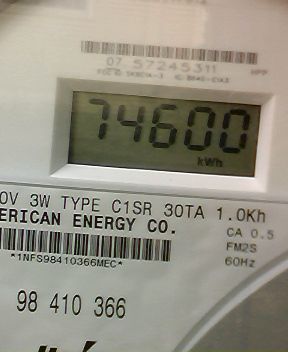 07 57245311
HPP
74600
kWh
0V 3W TYPE C1SR 30TA 1.0Kh
ERICAN ENERGY CO.
CA 0.5
FM2S
*1NFS98410366MEC*
60Hz
98 410 366